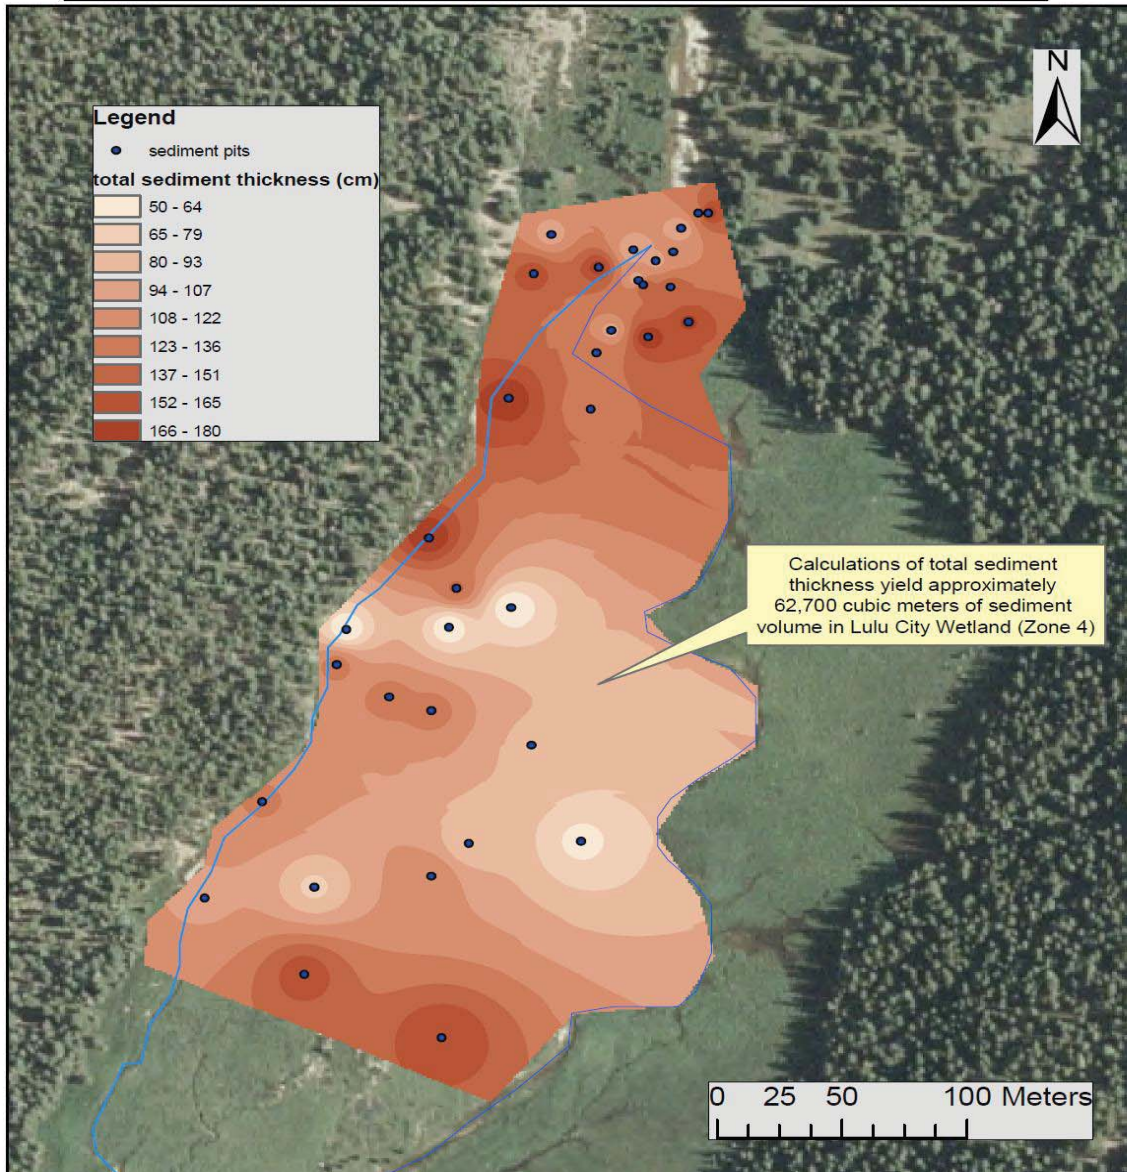 N
Legend
sediment pits
total sediment thickness (cm)
50 - 64
65 - 79
80 - 93
94 - 107
108 - 122
123 - 136
137 - 151
152 - 165
166 - 180
Calculations of total sediment
thickness yield approximately
62,700 cubic meters of sediment
volume in Lulu City Wetland (Zone 4)
0 25 50 100 Meters